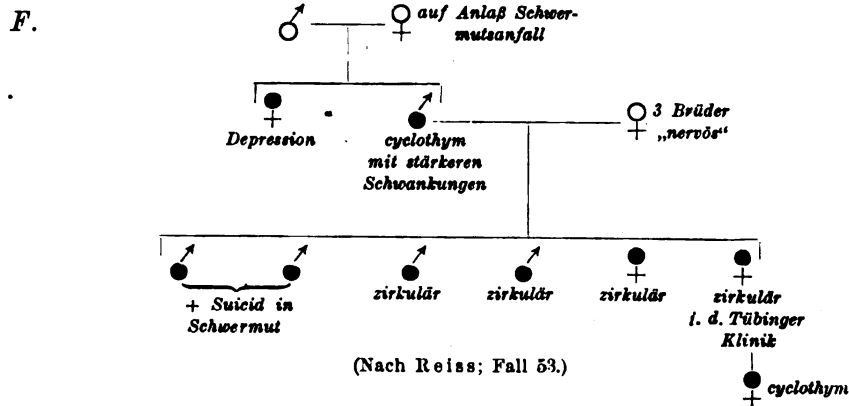 F.
auf Anlaß Schwer-
mutsanfall
Depression
cyclothym
mit stärkeren
Schwankungen
3 Brüder
„nervös“
+ Suicid in
Schwermut
zirkulär
zirkulär
zirkulär
zirkulär
i. d. Tübinger
Klinik
(Nach Reiss; Fall 53.)
cyclothym